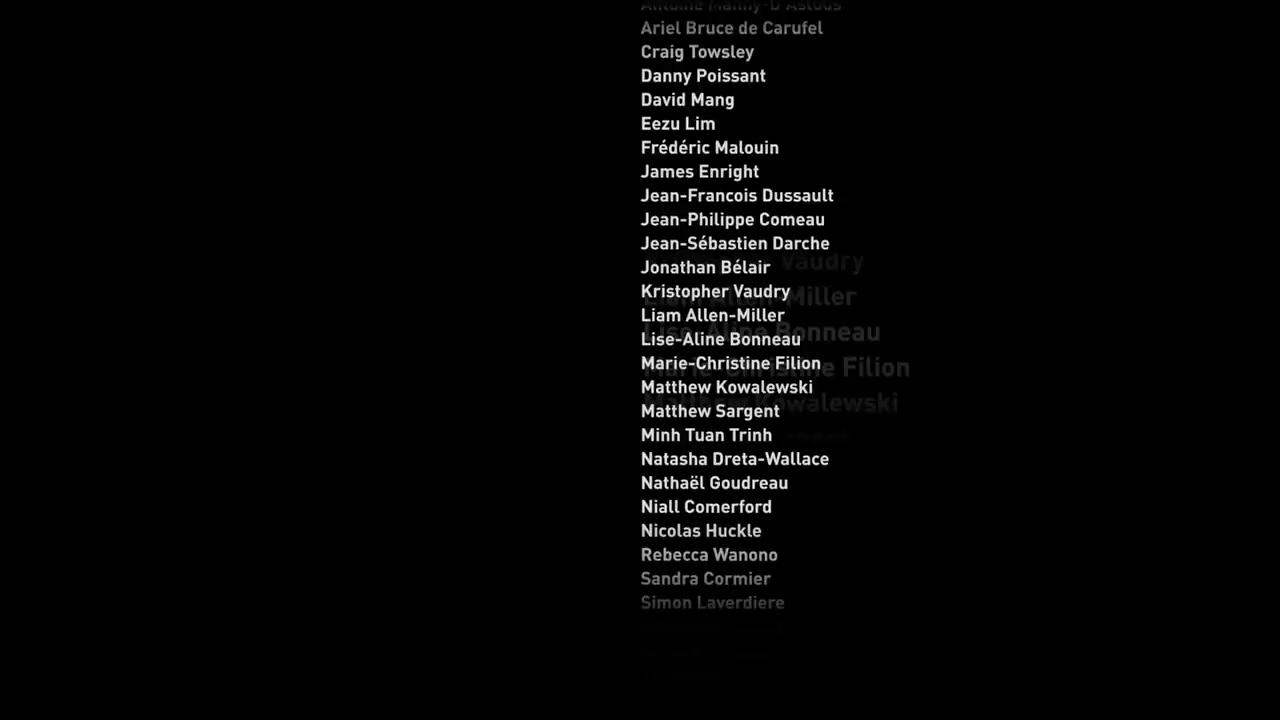 Ariel Bruce de Carufel
Craig Towsley
Danny Poissant
David Mang
Eezu Lim
Frédéric Malouin
James Enright
Jean-Francois Dussault
Jean-Philippe Comeau
Jean-Sébastien Darche
Jonathan Bélair
Kristopher Vaudry
Liam Allen-Miller
Lise-Aline Bonneau
Marie-Christine Filion
Matthew Kowalewski
Matthew Sargent
Minh Tuan Trinh
Natasha Dreta-Wallace
Nathaël Goudreau
Niall Comerford
Nicolas Huckle
Rebecca Wanono
Sandra Cormier
Simon Laverdiere